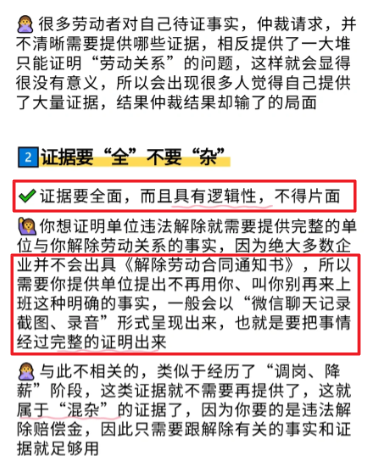 🙍 很多劳动者对自己待证事实，仲裁请求，并
不清晰需要提供哪些证据，相反提供了一大堆
只能证明“劳动关系”的问题，这样就会显得
很没有意义，所以会出现很多人觉得自己提供
了大量证据，结果仲裁结果却输了的局面
2 证据要“全”不要“杂”
✔ 证据要全面，而且具有逻辑性，不得片面
🙋 你想证明单位违法解除就需要提供完整的单
位与你解除劳动关系的事实，因为绝大多数企
业并不会出具《解除劳动合同通知书》，所以
需要你提供单位提出不再用你、叫你别再来上
班这种明确的事实，一般会以“微信聊天记录
截图、录音”形式呈现出来，也就是要把事情
经过完整的证明出来
🙍 与此不相关的，类似于经历了“调岗、降
薪”阶段，这类证据就不需要再提供了，这就
属于“混杂”的证据了，因为你要的是违法解
除赔偿金，因此只需要跟解除有关的事实和证
据就足够用